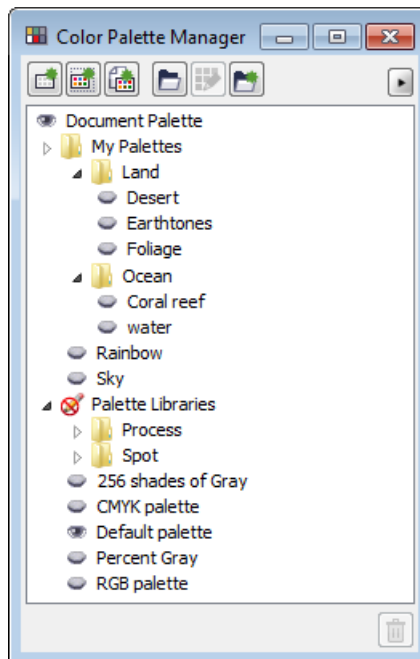 Color Palette Manager
Document Palette
My Palettes
Land
Desert
Earthtones
Foliage
Ocean
Coral reef
water
Rainbow
Sky
Palette Libraries
Process
Spot
256 shades of Gray
CMYK palette
Default palette
Percent Gray
RGB palette